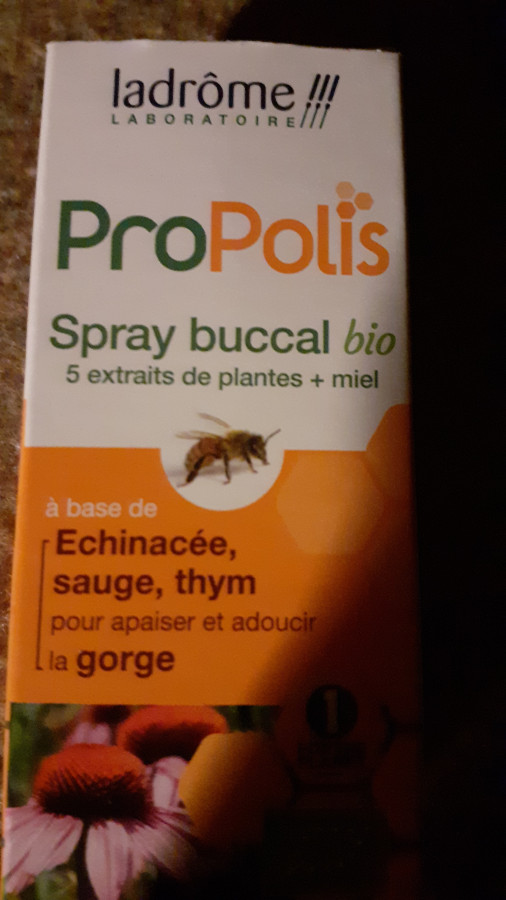 ladrôme
LABORATOIRE
ProPolis
Spray buccal bio
5 extraits de plantes + miel
à base de
Echinacée,
sauge, thym
pour apaiser et adoucir
la gorge
1